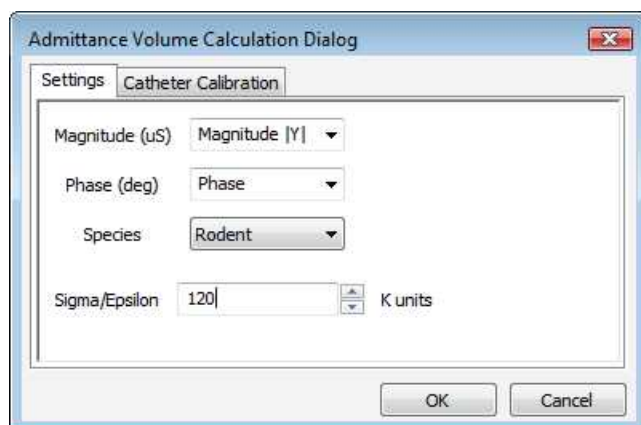 Admittance Volume Calculation Dialog
Settings Catheter Calibration
Magnitude (uS) Magnitude |Y|
Phase (deg) Phase
Species Rodent
Sigma/Epsilon 120 K units
OK Cancel